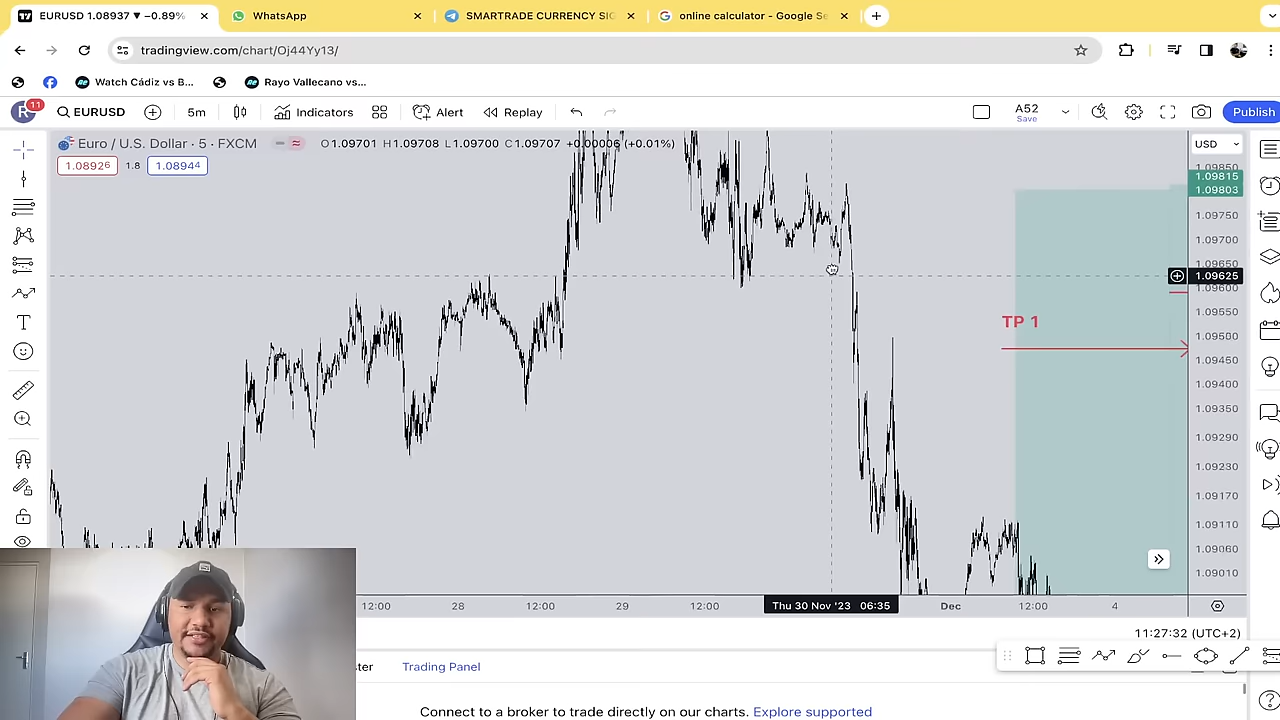 EURUSD 1.08937 ▼ −0.89%
WhatsApp
SMARTRADE CURRENCY SIG
online calculator - Google Se
tradingview.com/chart/Oj44Yy13/
Watch Cádiz vs B...
Rayo Vallecano vs...
R
11
EURUSD
5m
Indicators
Alert
Replay
A52
Save
Publish
Euro / U.S. Dollar · 5 · FXCM
O1.09701 H1.09708 L1.09700 C1.09707 +0.00006 (+0.01%)
USD
1.08926
1.8
1.08944
1.09850
1.09815
1.09803
1.09750
1.09700
1.09650
1.09625
1.09600
1.09550
TP 1
1.09500
1.09450
1.09400
1.09350
1.09290
1.09230
1.09170
1.09110
1.09060
1.09010
12:00
28
12:00
29
12:00
Thu 30 Nov '23 06:35
Dec
12:00
4
11:27:32 (UTC+2)
ster
Trading Panel
Connect to a broker to trade directly on our charts. Explore supported